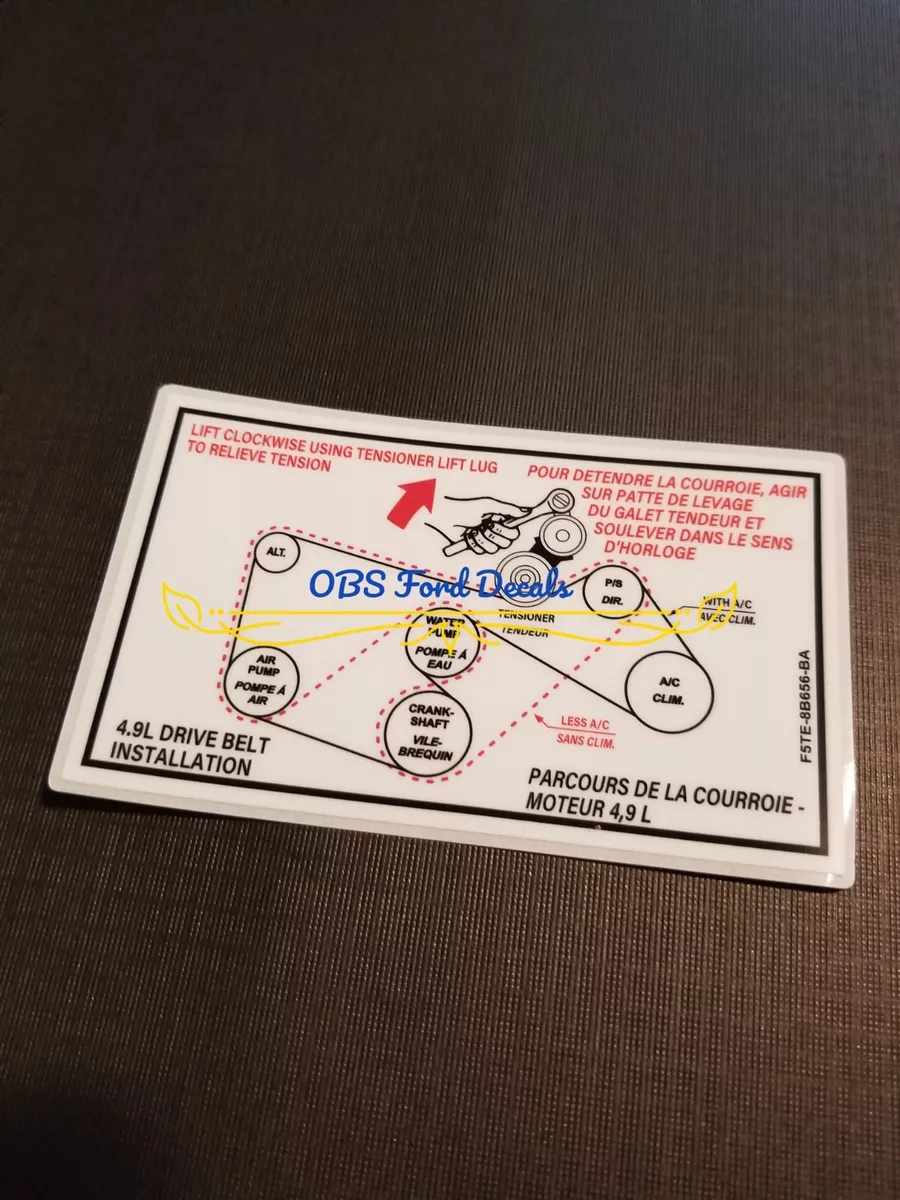 LIFT CLOCKWISE USING TENSIONER LIFT LUG
TO RELIEVE TENSION
POUR DETENDRE LA COURROIE, AGIR
SUR PATTE DE LEVAGE
DU GALET TENDEUR ET
SOULEVER DANS LE SENS
D'HORLOGE
ALT.
OBS Ford Decals
P/S
DIR.
TENSIONER
TENDEUR
WITH A/C
AVEC CLIM.
WATER
PUMP
POMPE À
EAU
AIR
PUMP
POMPE À
AIR
A/C
CLIM.
CRANK-
SHAFT
VILE-
BREQUIN
LESS A/C
SANS CLIM.
4.9L DRIVE BELT
INSTALLATION
PARCOURS DE LA COURROIE -
MOTEUR 4,9 L
F5TE-8B656-BA